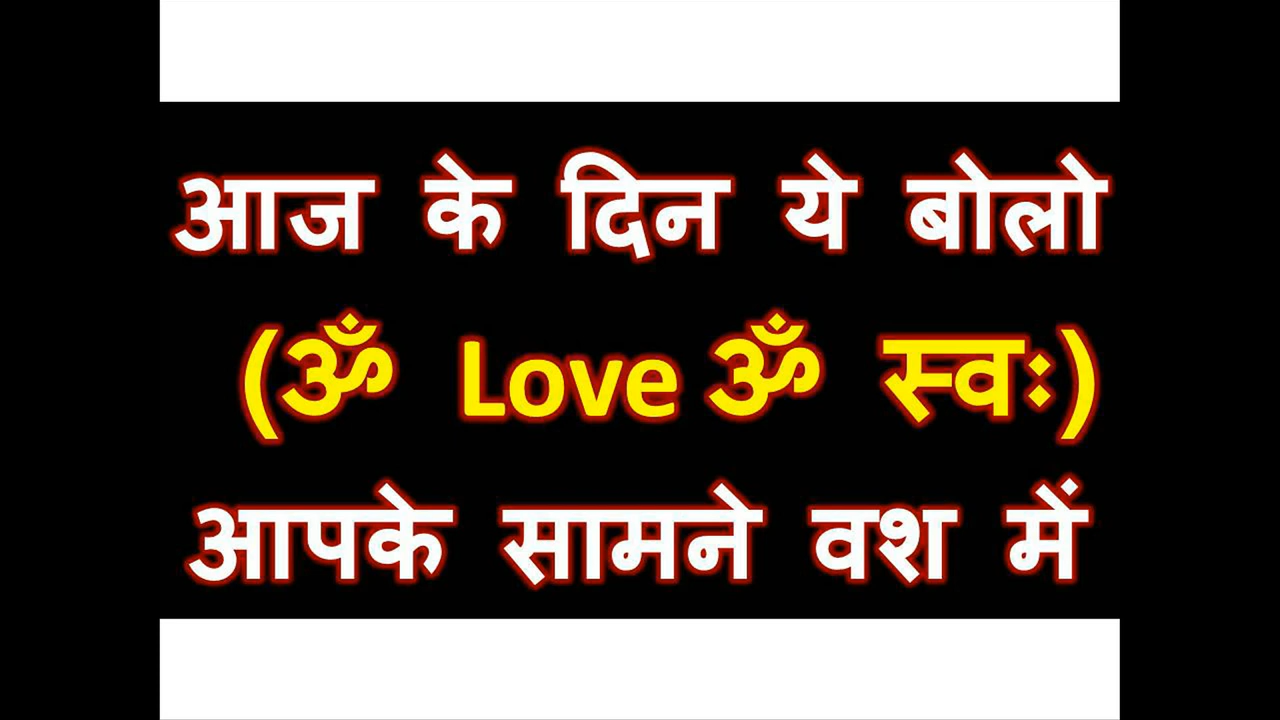 आज के दिन ये बोलो
(ॐ Love ॐ स्वः)
आपके सामने वश में